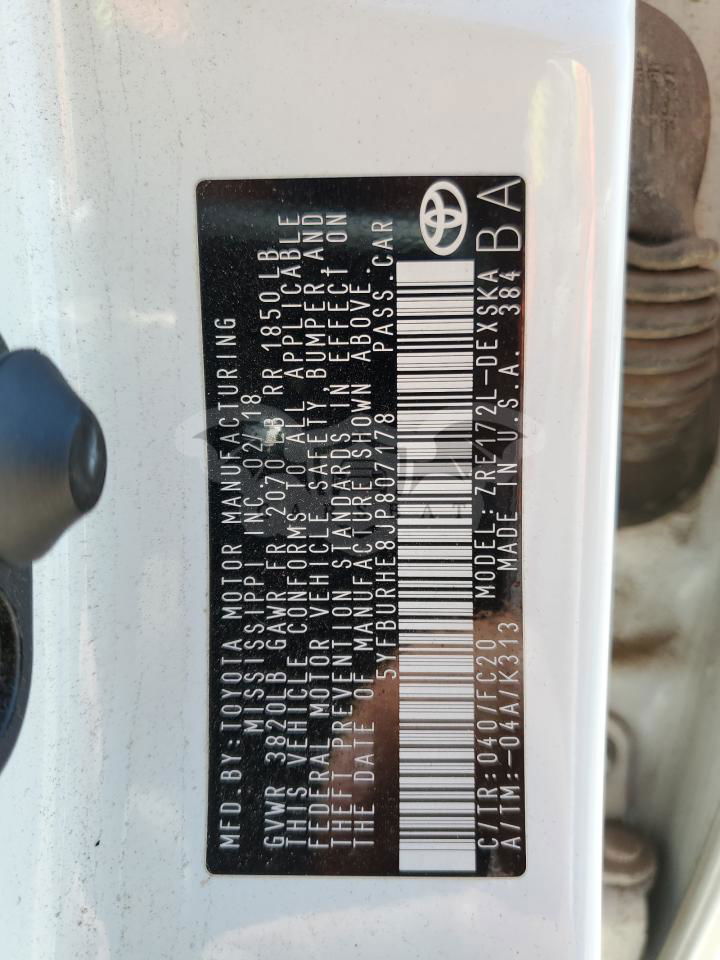 MFD.BY:TOYOTA MOTOR MANUFACTURING
MISSISSIPPI INC. 02/18
GVWR 3820LB GAWR FR 2070LB RR 1850LB
THIS VEHICLE CONFORMS TO ALL APPLICABLE
FEDERAL MOTOR VEHICLE SAFETY, BUMPER AND
THEFT PREVENTION STANDARDS IN EFFECT ON
THE DATE OF MANUFACTURE SHOWN ABOVE.
5YFBURHE8JP807178 PASS.CAR
C/TR:040/FC20 MODEL:ZRE172L-DEXSKA
A/TM:-04A/K313 MADE IN U.S.A. 384 BA